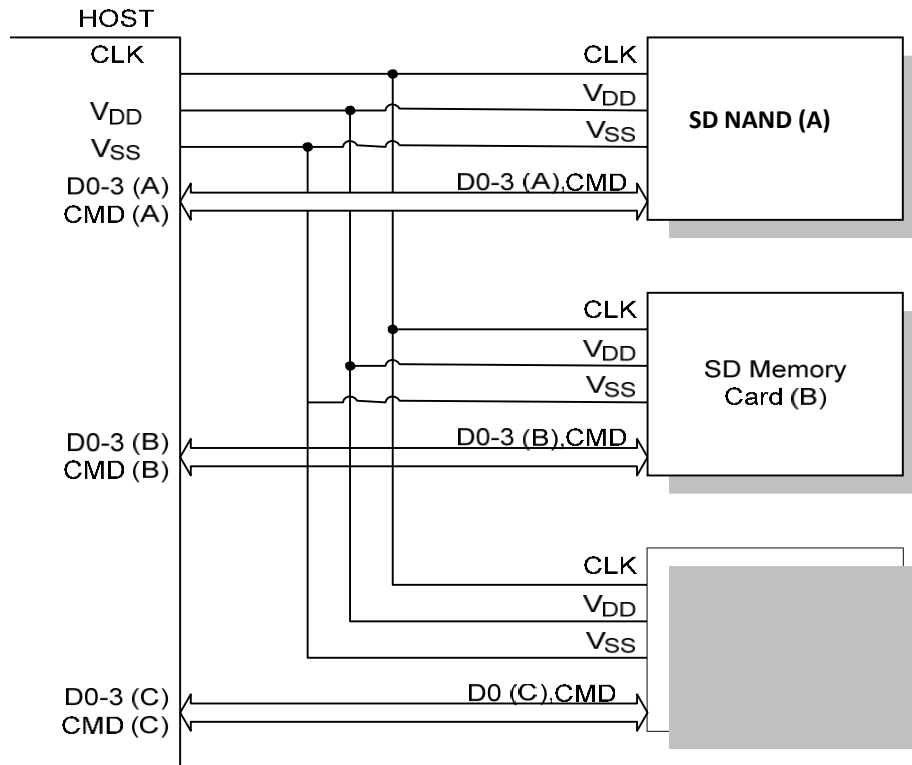 HOST
CLK
VDD
VSS
D0-3 (A)
CMD (A)
CLK
VDD
VSS
D0-3 (A),CMD
SD NAND (A)
CLK
VDD
VSS
D0-3 (B),CMD
SD Memory
Card (B)
D0-3 (B)
CMD (B)
CLK
VDD
VSS
D0 (C),CMD
D0-3 (C)
CMD (C)